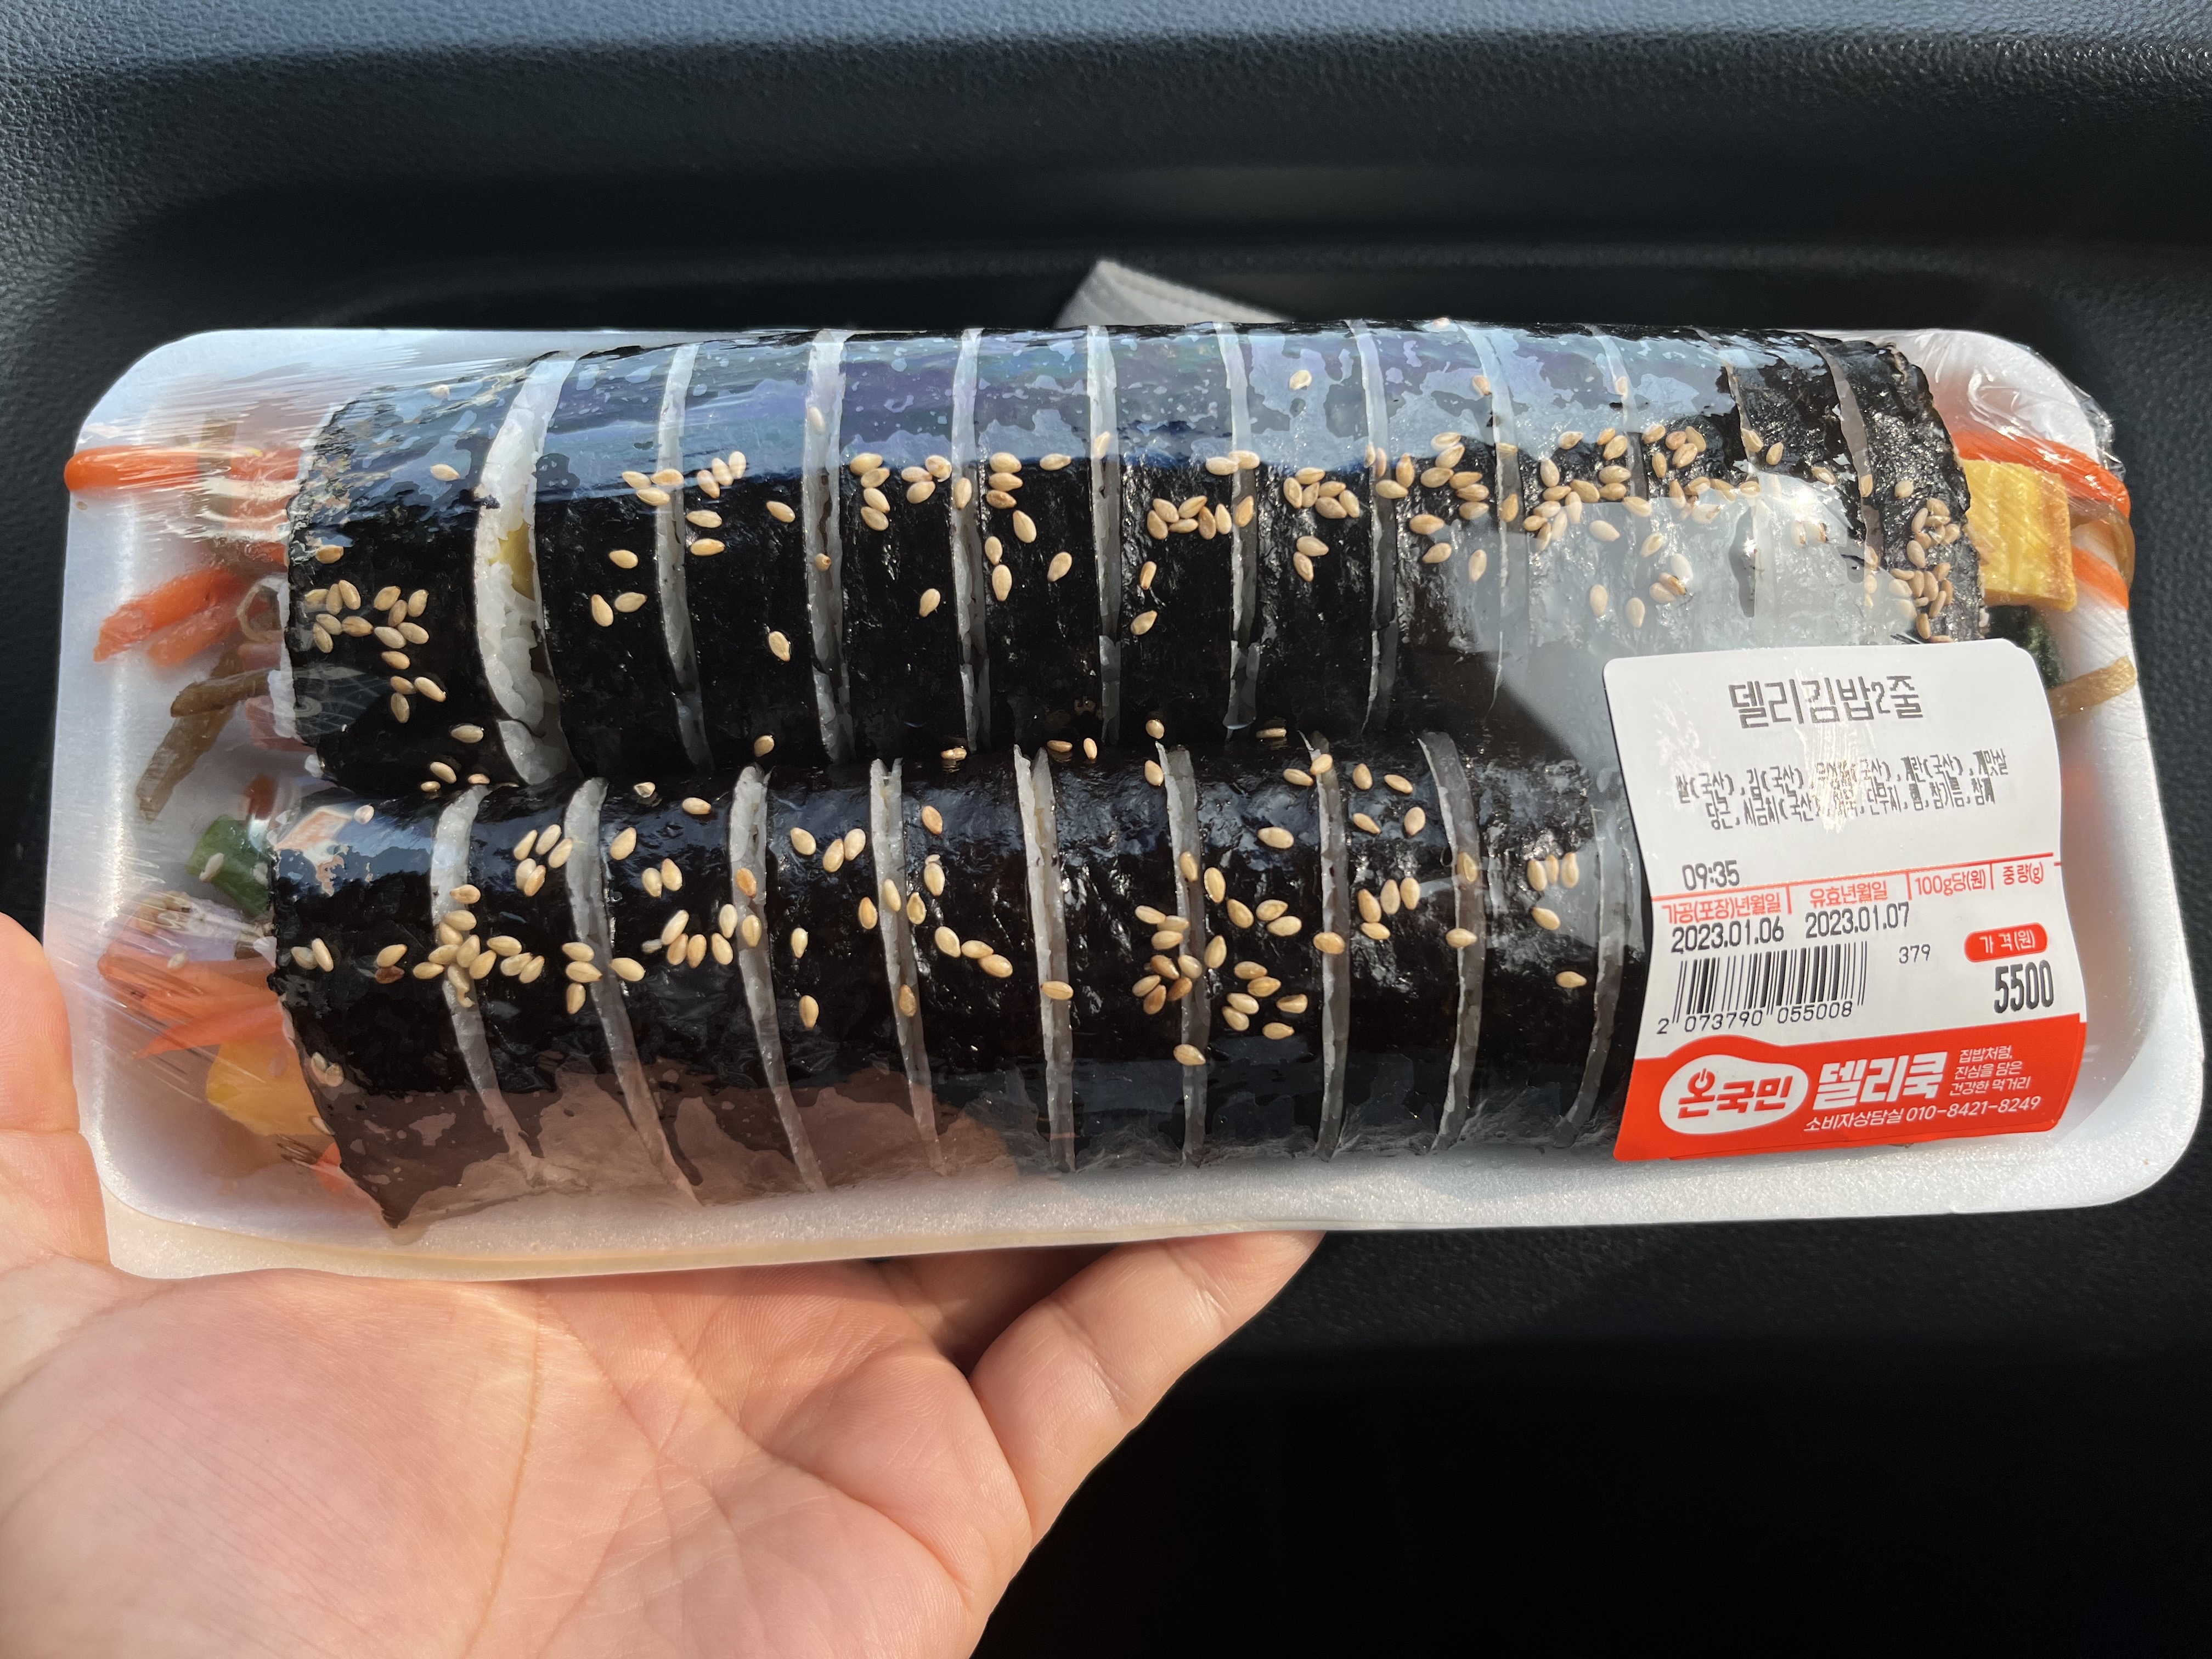 델리김밥2줄
쌀(국산),김(국산), (국산),계란(국산),게맛살
당근,시금치(국산), 단무지,햄,참기름,참깨
09:35
가공(포장)년월일 유효년월일 100g당(원) 중량(g)
2023.01.06 2023.01.07
379 가격(원)
5500
2 073790 055008
온국민 델리쿡 집밥처럼,
진심을 담은
건강한 먹거리
소비자상담실 010-8421-8249